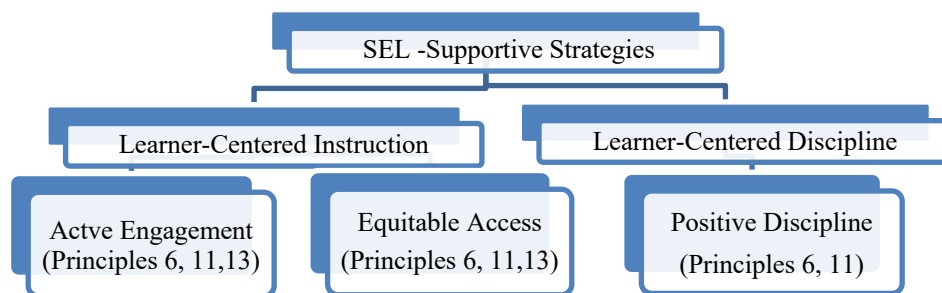 SEL -Supportive Strategies
Learner-Centered Instruction
Learner-Centered Discipline
Actve Engagement
(Principles 6, 11,13)
Equitable Access
(Principles 6, 11,13)
Positive Discipline
(Principles 6, 11)